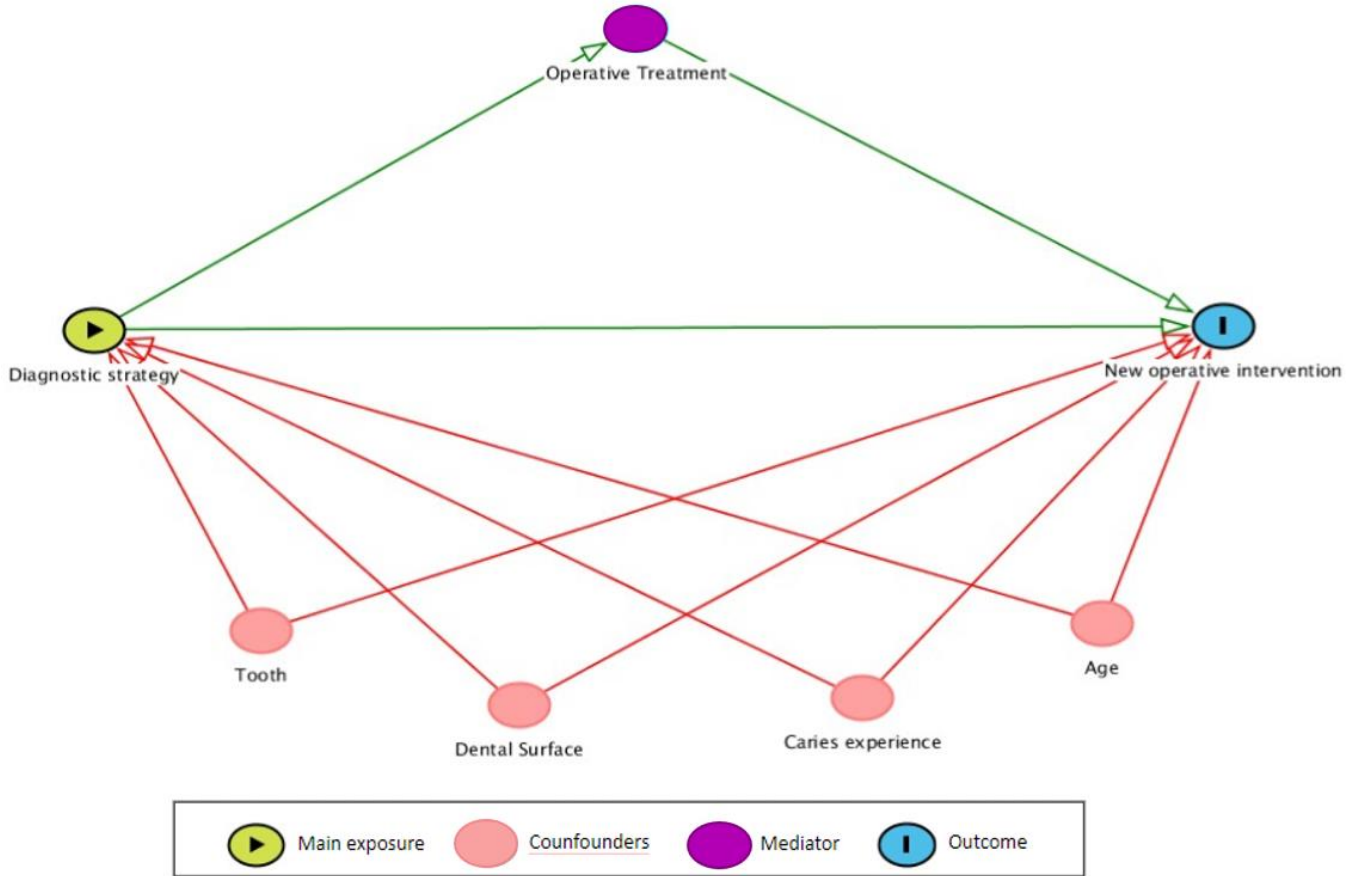 Operative Treatment
Diagnostic strategy
New operative intervention
Tooth
Age
Dental Surface
Caries experience
Main exposure
Counfounders
Mediator
Outcome